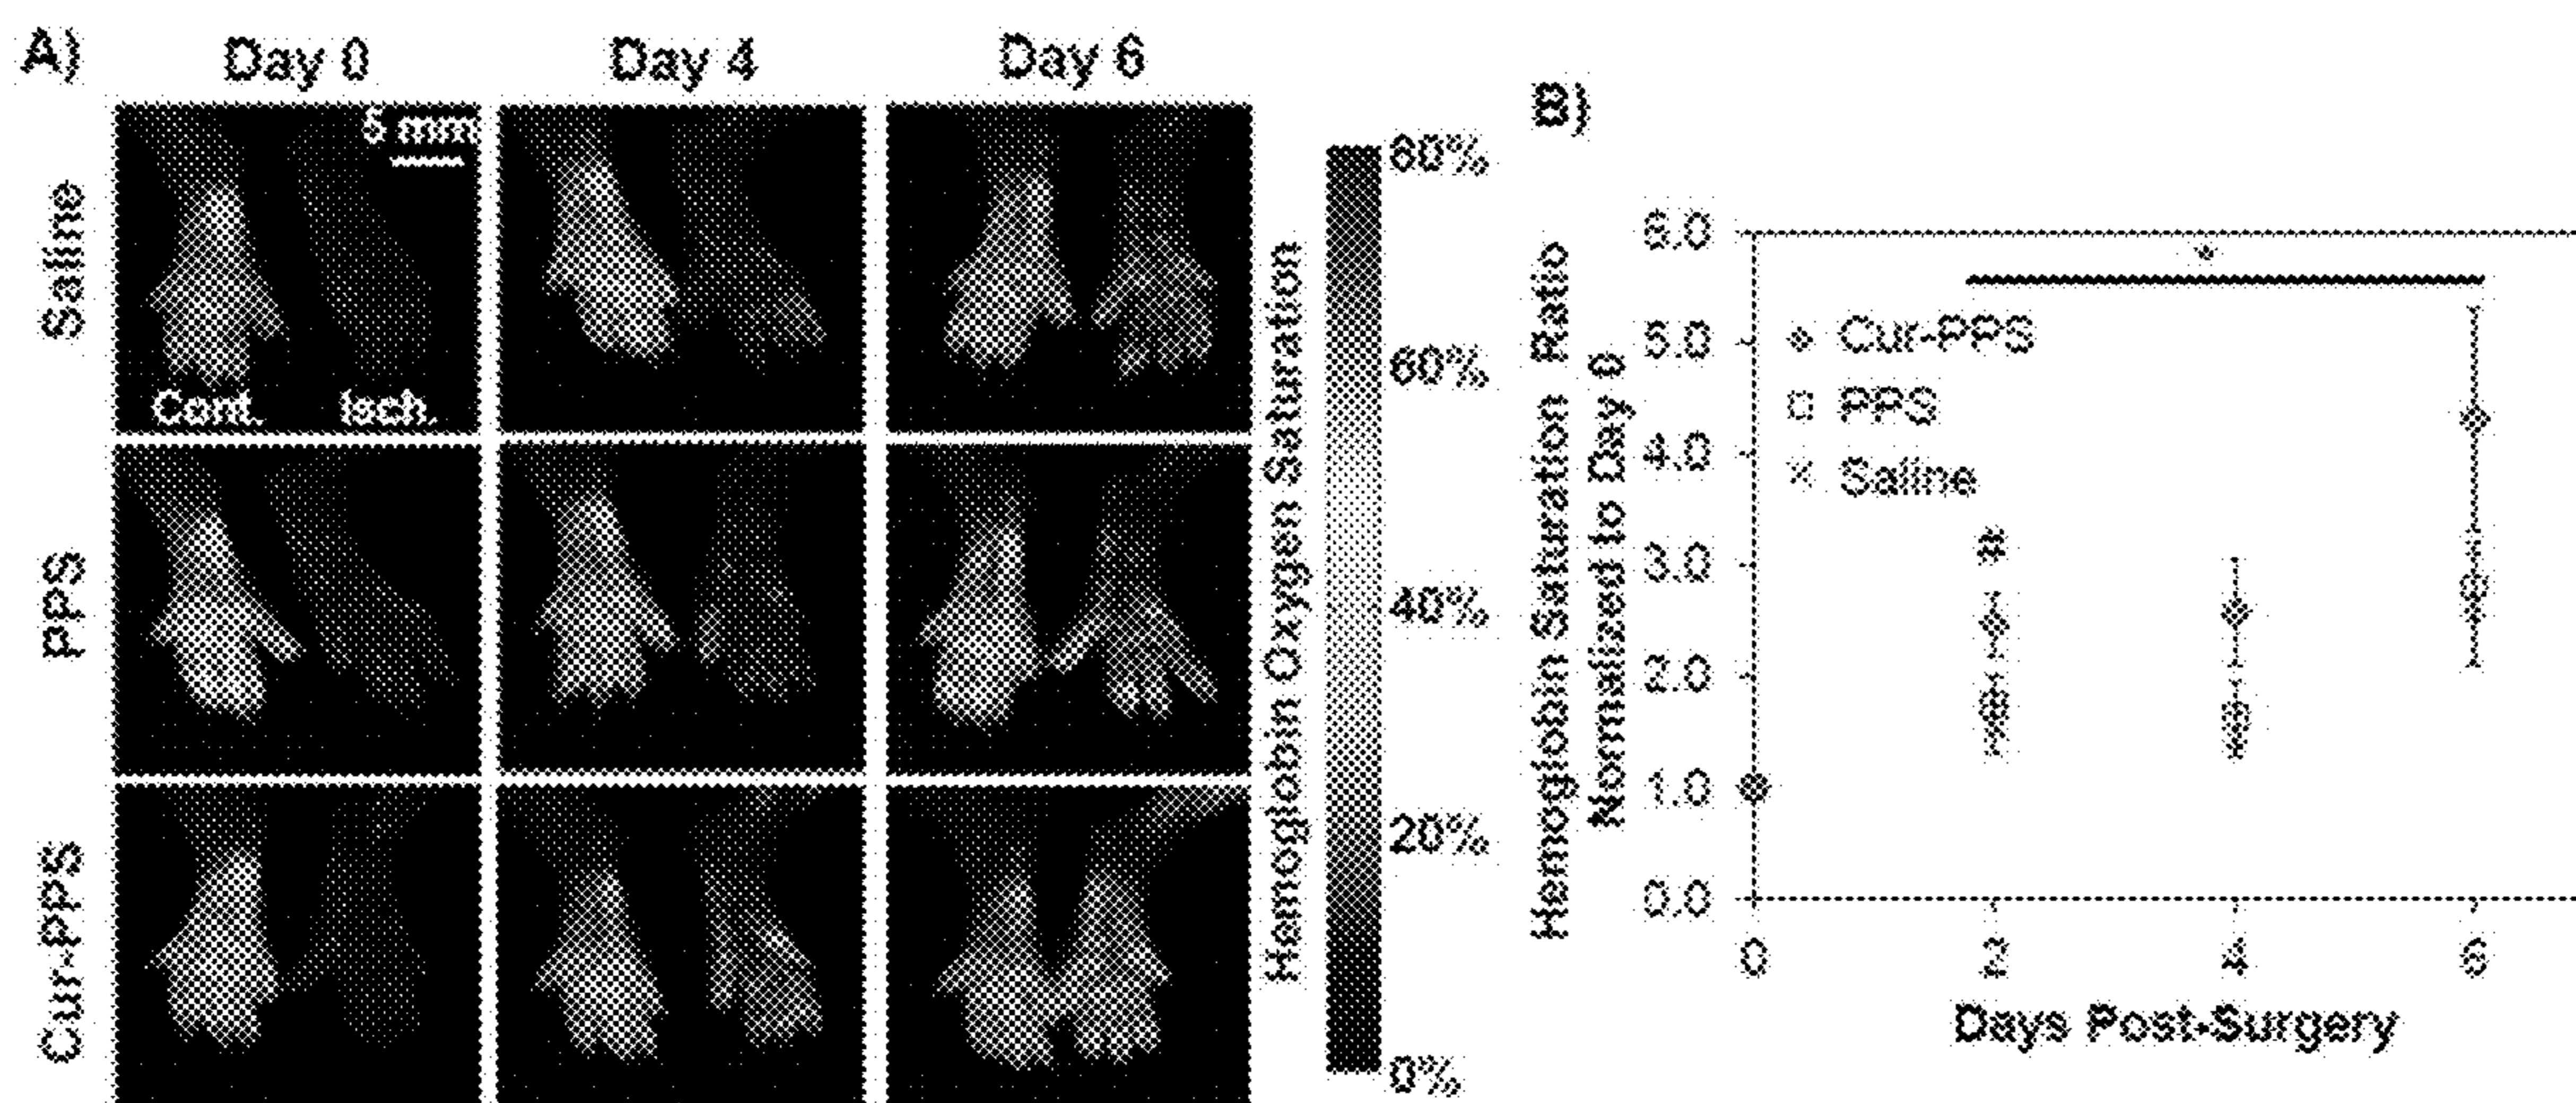 A)
Day 0
Day 4
Day 6
Saline
5 mm
Cont.
Isch.
PPS
Cur-PPS
Hemoglobin Oxygen Saturation
80%
60%
40%
20%
0%
B)
Hemoglobin Saturation Ratio
Normalised to Day 0
6.0
5.0
4.0
3.0
2.0
1.0
0.0
*
Cur-PPS
PPS
Saline
#
0
2
4
6
Days Post-Surgery